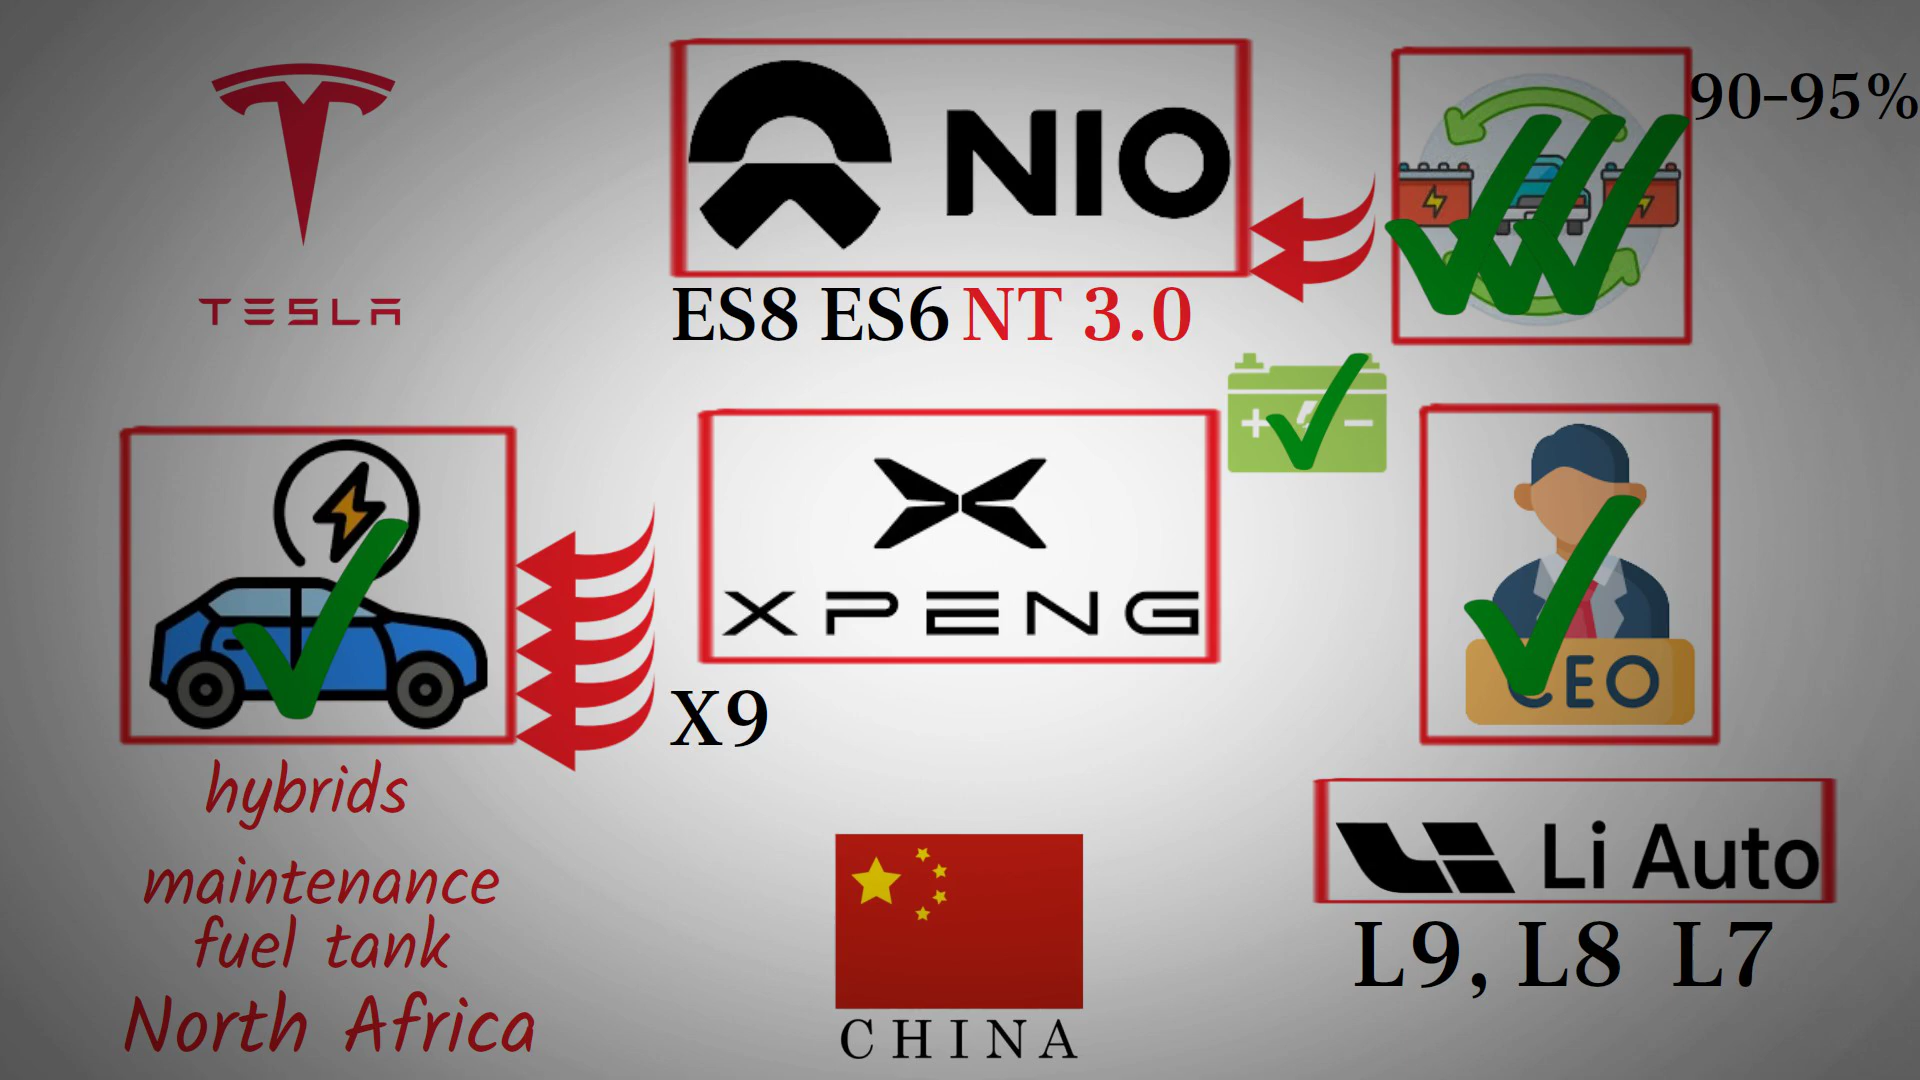 TESLA
NIO
90-95%
ES8 ES6 NT 3.0
XPENG
CEO
X9
hybrids
maintenance
fuel tank
North Africa
CHINA
Li Auto
L9, L8 L7